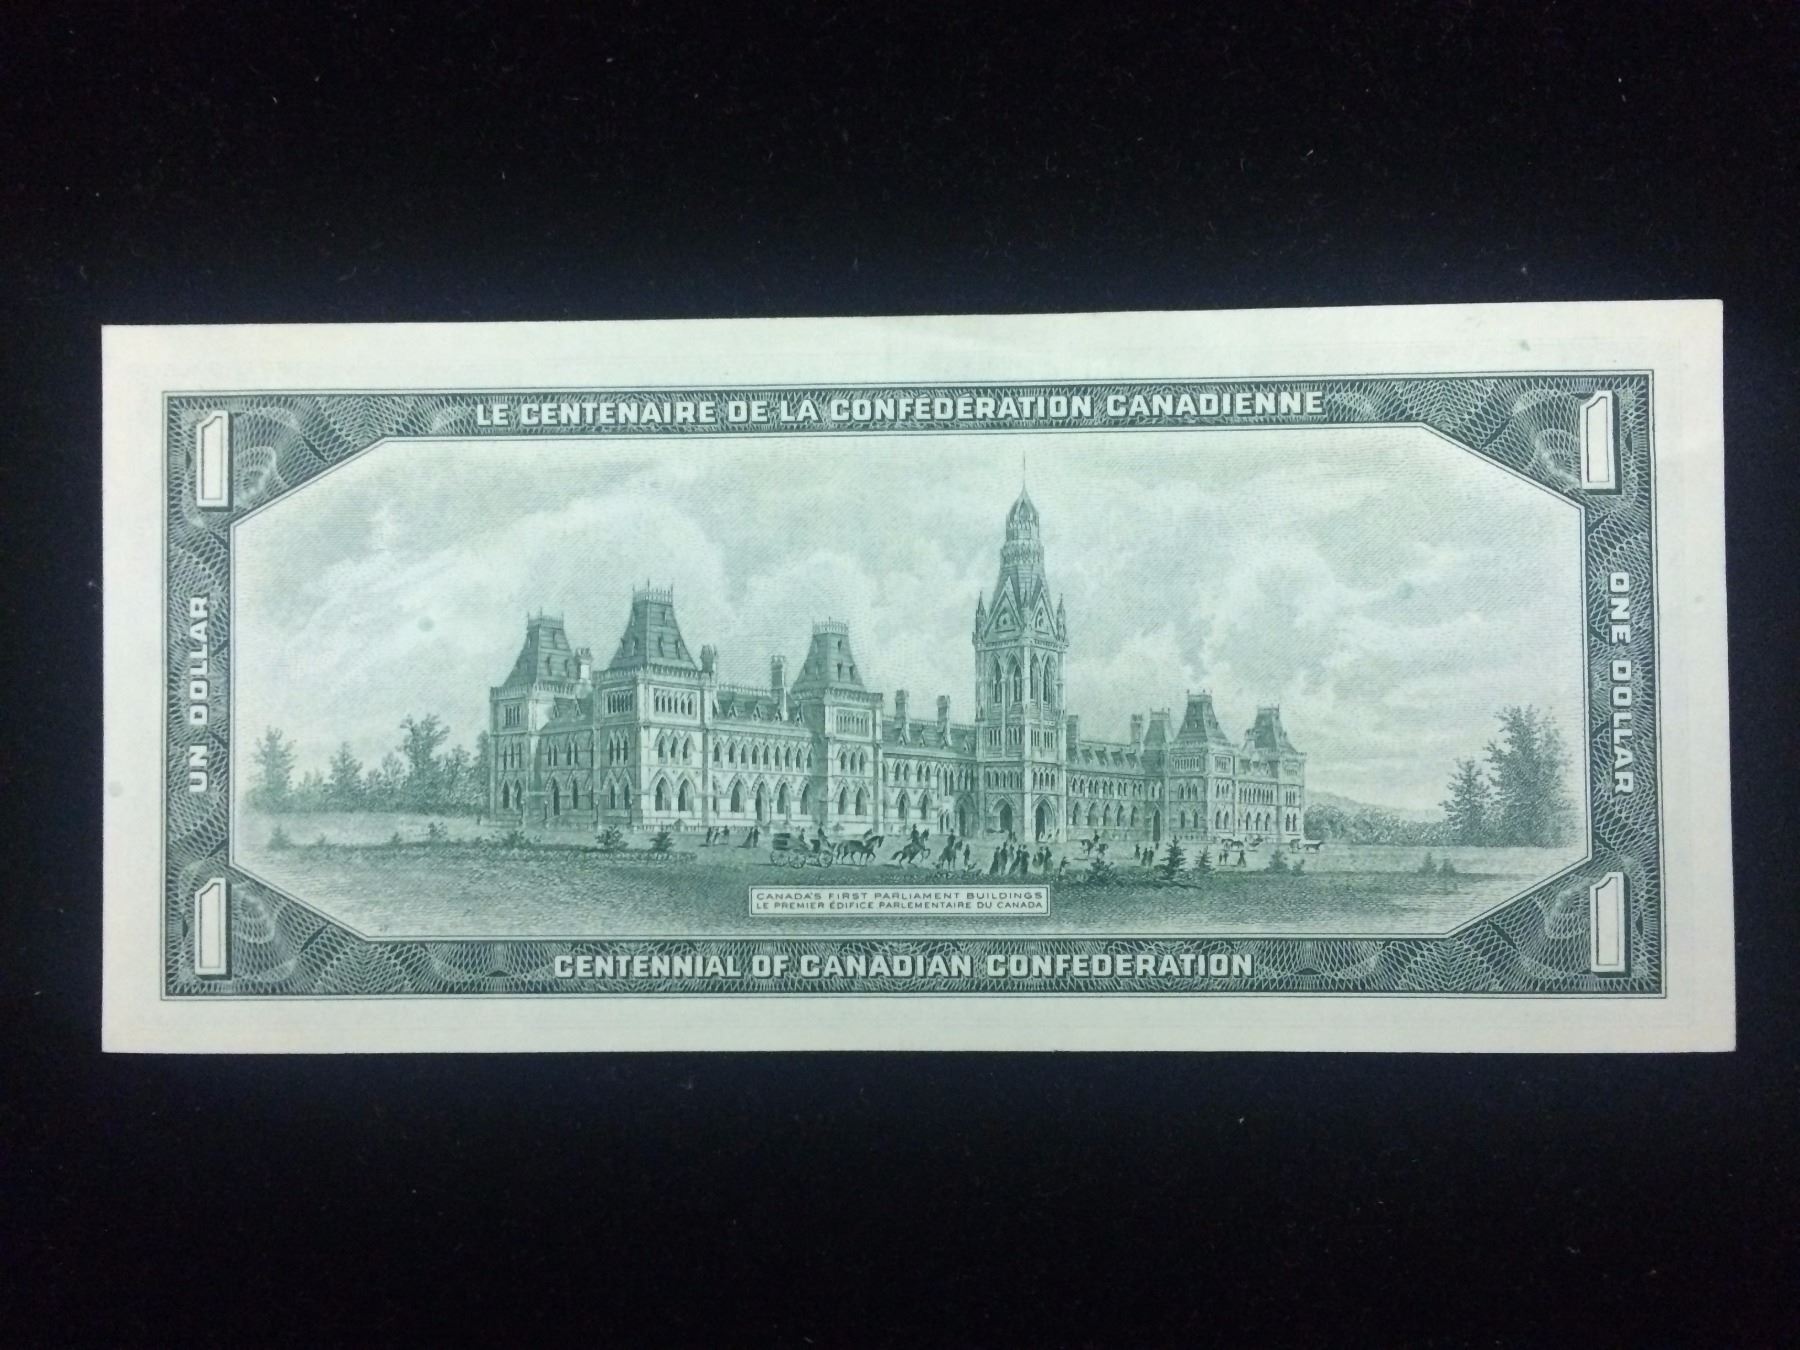 1 LE CENTENAIRE DE LA CONFEDERATION CANADIENNE 1
UN DOLLAR
ONE DOLLAR
CANADA'S FIRST PARLIAMENT BUILDINGS
LE PREMIER ÉDIFICE PARLEMENTAIRE DU CANADA
1 CENTENNIAL OF CANADIAN CONFEDERATION 1